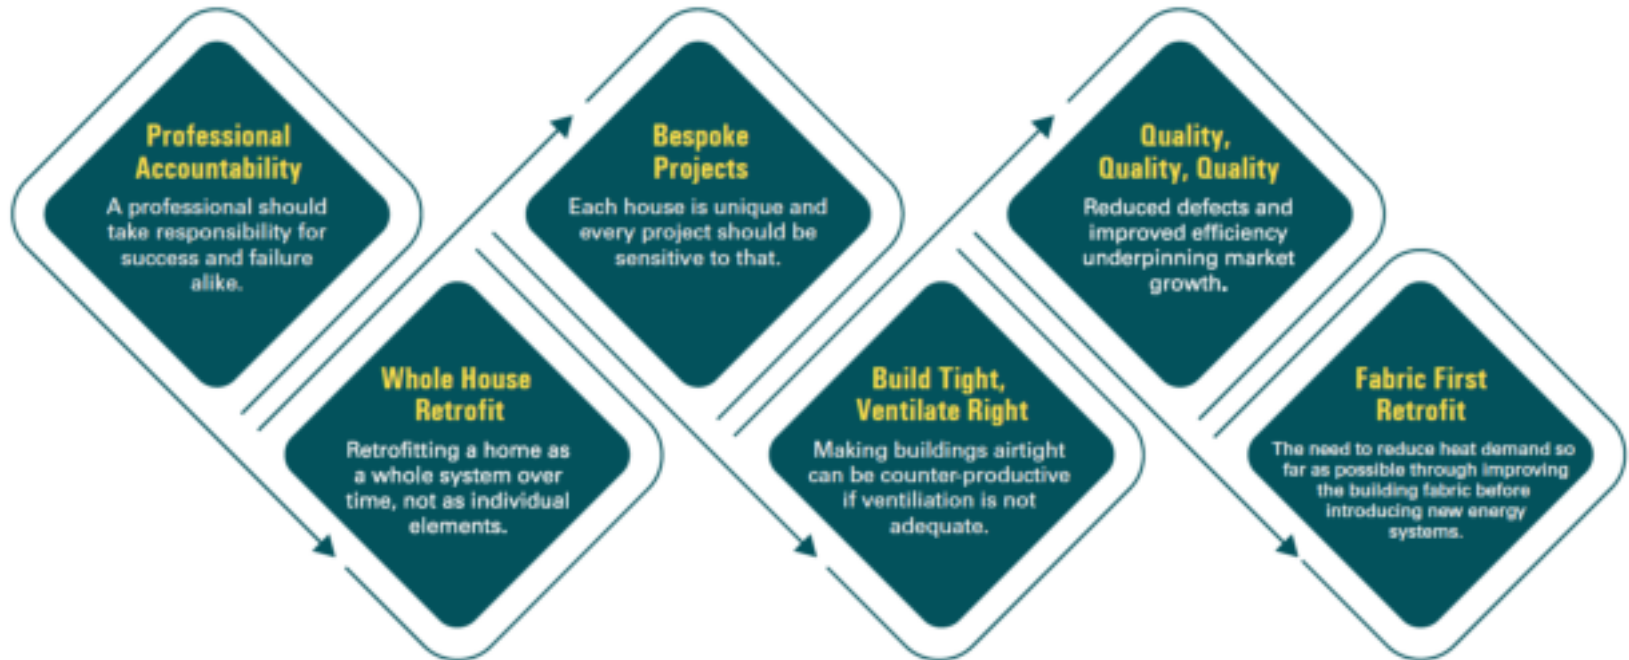 Professional
Accountability
A professional should
take responsibility for
success and failure
alike.
Whole House
Retrofit
Retrofitting a home as
a whole system over
time, not as individual
elements.
Bespoke
Projects
Each house is unique and
every project should be
sensitive to that.
Build Tight,
Ventilate Right
Making buildings airtight
can be counter-productive
if ventiliation is not
adequate.
Quality,
Quality, Quality
Reduced defects and
improved efficiency
underpinning market
growth.
Fabric First
Retrofit
The need to reduce heat demand so
far as possible through improving
the building fabric before
introducing new energy
systems.